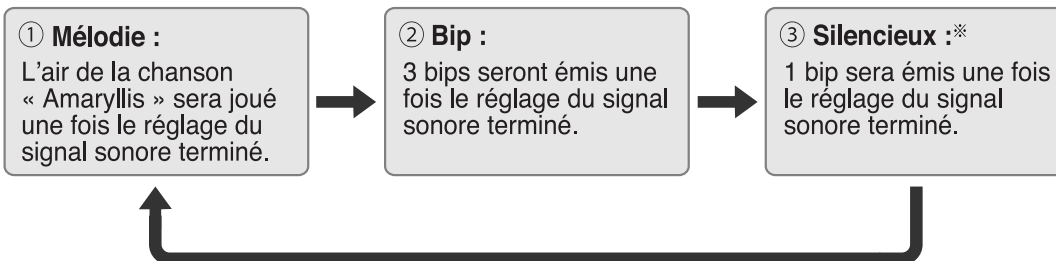 ① Mélodie :
L'air de la chanson
« Amaryllis » sera joué
une fois le réglage du
signal sonore terminé.
② Bip :
3 bips seront émis une
fois le réglage du signal
sonore terminé.
③ Silencieux :※
1 bip sera émis une fois
le réglage du signal
sonore terminé.